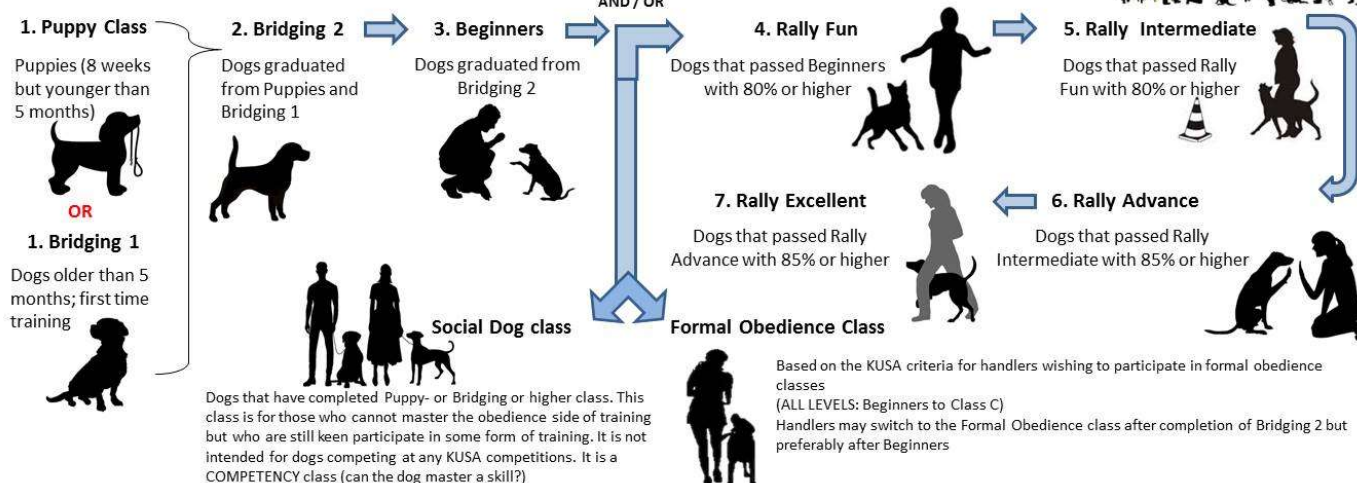 AND / OR
1. Puppy Class
Puppies (8 weeks
but younger than
5 months)
OR
1. Bridging 1
Dogs older than 5
months; first time
training
2. Bridging 2
Dogs graduated
from Puppies and
Bridging 1
3. Beginners
Dogs graduated from
Bridging 2
4. Rally Fun
Dogs that passed Beginners
with 80% or higher
5. Rally Intermediate
Dogs that passed Rally
Fun with 80% or higher
6. Rally Advance
Dogs that passed Rally
Intermediate with 85% or higher
7. Rally Excellent
Dogs that passed Rally
Advance with 85% or higher
Social Dog class
Dogs that have completed Puppy- or Bridging or higher class. This
class is for those who cannot master the obedience side of training
but who are still keen participate in some form of training. It is not
intended for dogs competing at any KUSA competitions. It is a
COMPETENCY class (can the dog master a skill?)
Formal Obedience Class
Based on the KUSA criteria for handlers wishing to participate in formal obedience
classes
(ALL LEVELS: Beginners to Class C)
Handlers may switch to the Formal Obedience class after completion of Bridging 2 but
preferably after Beginners